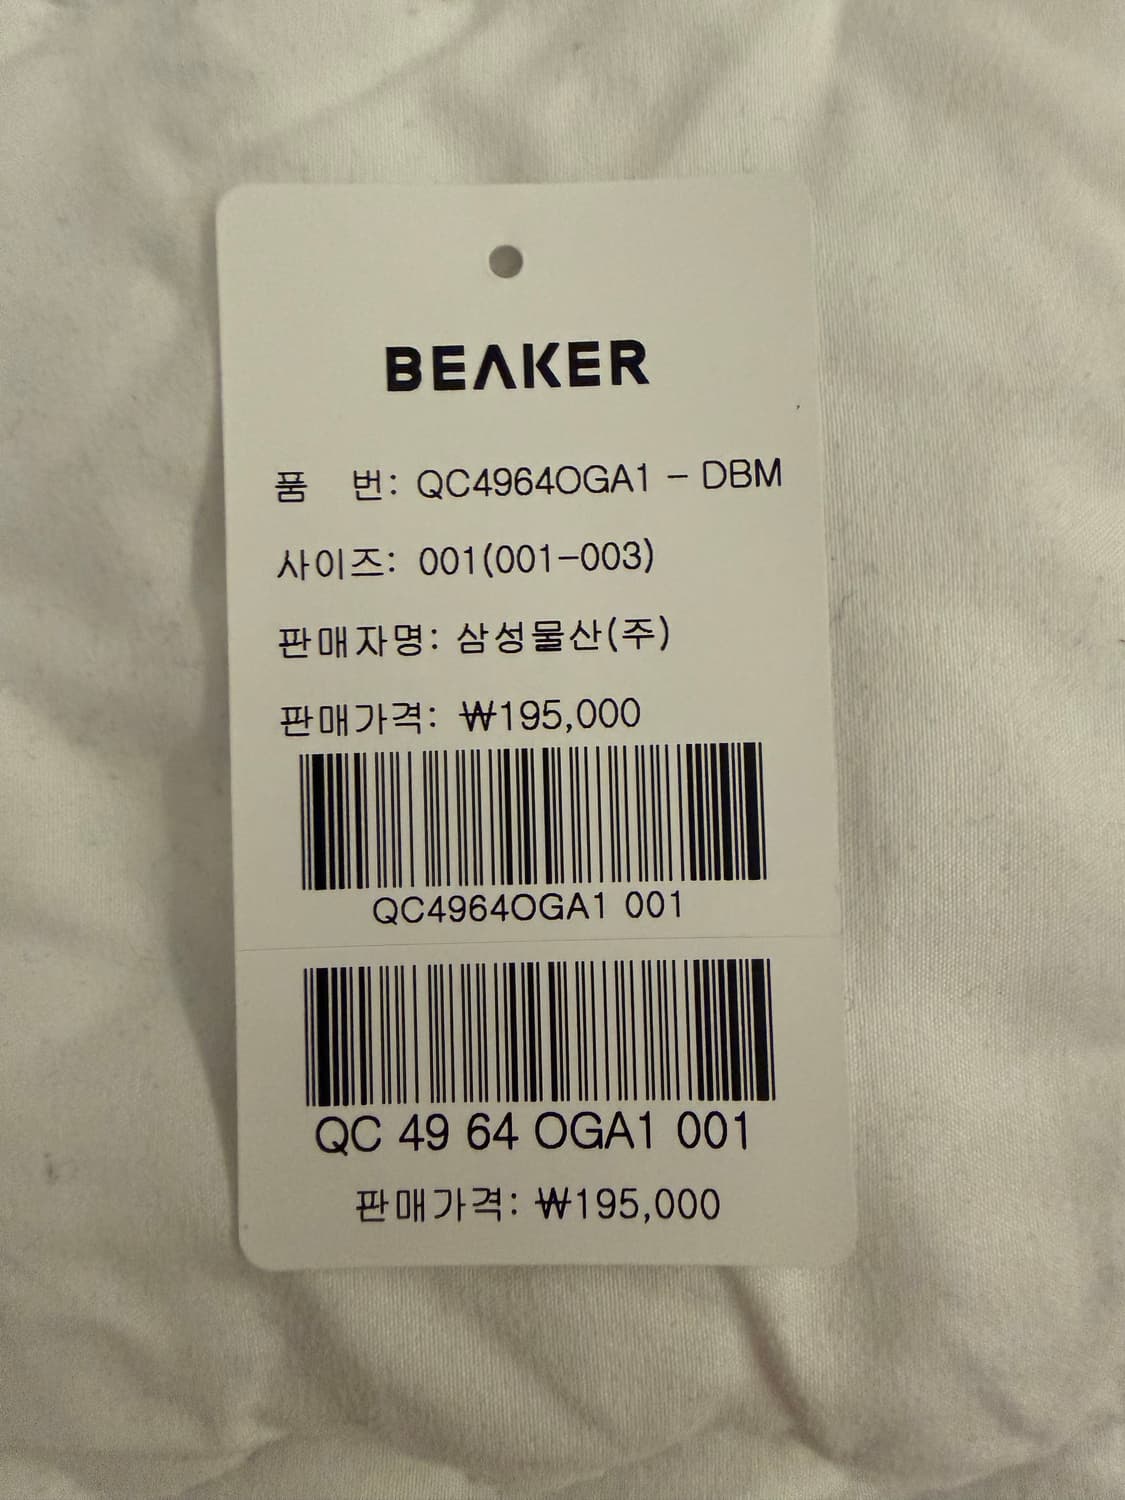 BEAKER
품 번: QC4964OGA1 - DBM
사이즈: 001(001-003)
판매자명: 삼성물산(주)
판매가격: ₩195,000
QC4964OGA1 001
QC 49 64 OGA1 001
판매가격: ₩195,000